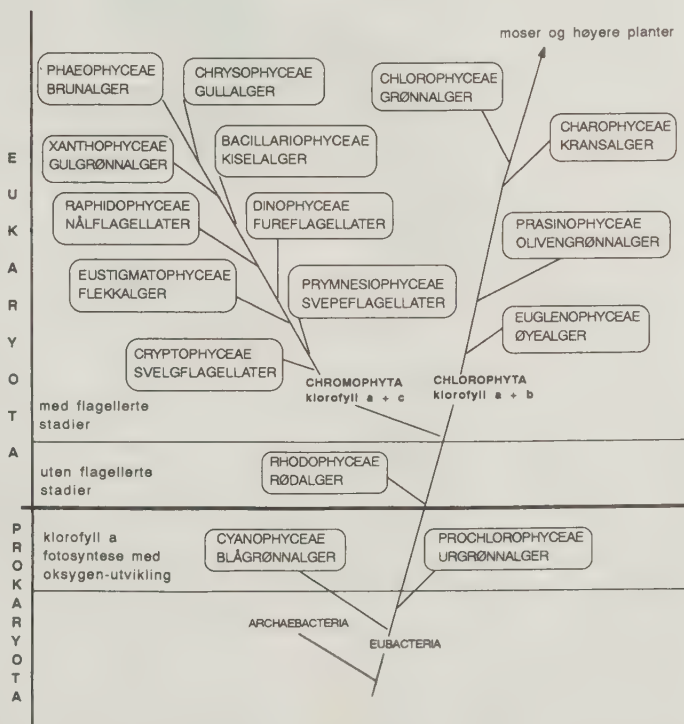 moser og høyere planter
PHAEOPHYCEAE
BRUNALGER
CHRYSOPHYCEAE
GULLALGER
CHLOROPHYCEAE
GRØNNALGER
XANTHOPHYCEAE
GULGRØNNALGER
BACILLARIOPHYCEAE
KISELALGER
CHAROPHYCEAE
KRANSALGER
RAPHIDOPHYCEAE
NÅLFLAGELLATER
DINOPHYCEAE
FUREFLAGELLATER
PRASINOPHYCEAE
OLIVENGRØNNALGER
EUSTIGMATOPHYCEAE
FLEKKALGER
PRYMNESIOPHYCEAE
SVEPEFLAGELLATER
EUGLENOPHYCEAE
ØYEALGER
CRYPTOPHYCEAE
SVELGFLAGELLATER
CHROMOPHYTA
klorofyll a + c
CHLOROPHYTA
klorofyll a + b
EUKARYOTA
med flagellerte
stadier
uten flagellerte
stadier
RHODOPHYCEAE
RØDALGER
PROKARYOTA
klorofyll a
fotosyntese med
oksygen-utvikling
CYANOPHYCEAE
BLÅGRØNNALGER
PROCHLOROPHYCEAE
URGRØNNALGER
ARCHAEBACTERIA
EUBACTERIA